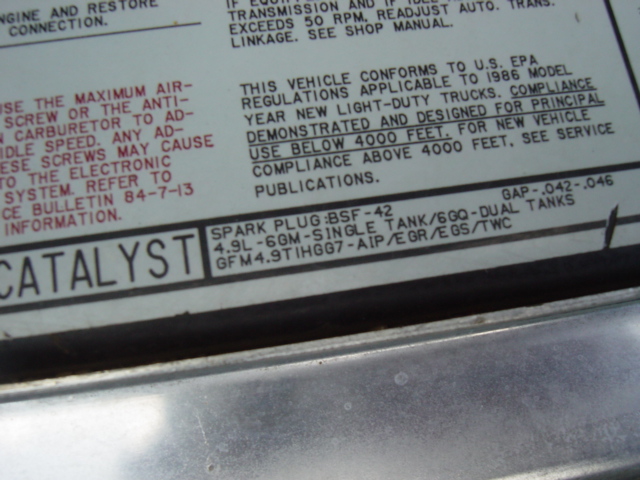 ENGINE AND RESTORE
CONNECTION.
TRANSMISSION AND IF IDLE
EXCEEDS 50 RPM, READJUST AUTO. TRANS.
LINKAGE. SEE SHOP MANUAL.
USE THE MAXIMUM AIR-
SCREW OR THE ANTI-
CARBURETOR TO AD-
IDLE SPEED. ANY AD-
THESE SCREWS MAY CAUSE
TO THE ELECTRONIC
SYSTEM. REFER TO
BULLETIN 84-7-13
INFORMATION.
THIS VEHICLE CONFORMS TO U.S. EPA
REGULATIONS APPLICABLE TO 1986 MODEL
YEAR NEW LIGHT-DUTY TRUCKS. COMPLIANCE
DEMONSTRATED AND DESIGNED FOR PRINCIPAL
USE BELOW 4000 FEET. FOR NEW VEHICLE
COMPLIANCE ABOVE 4000 FEET, SEE SERVICE
PUBLICATIONS.
CATALYST
SPARK PLUG:BSF-42 GAP-.042-.046
4.9L-6GM-SINGLE TANK/6GQ-DUAL TANKS
GFM4.9T1HGG7-AIP/EGR/EGS/TWC